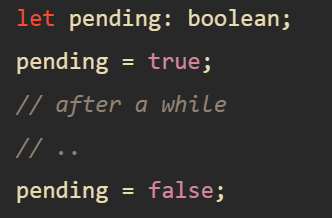 let pending: boolean;
pending = true;
// after a while
// ..
pending = false;